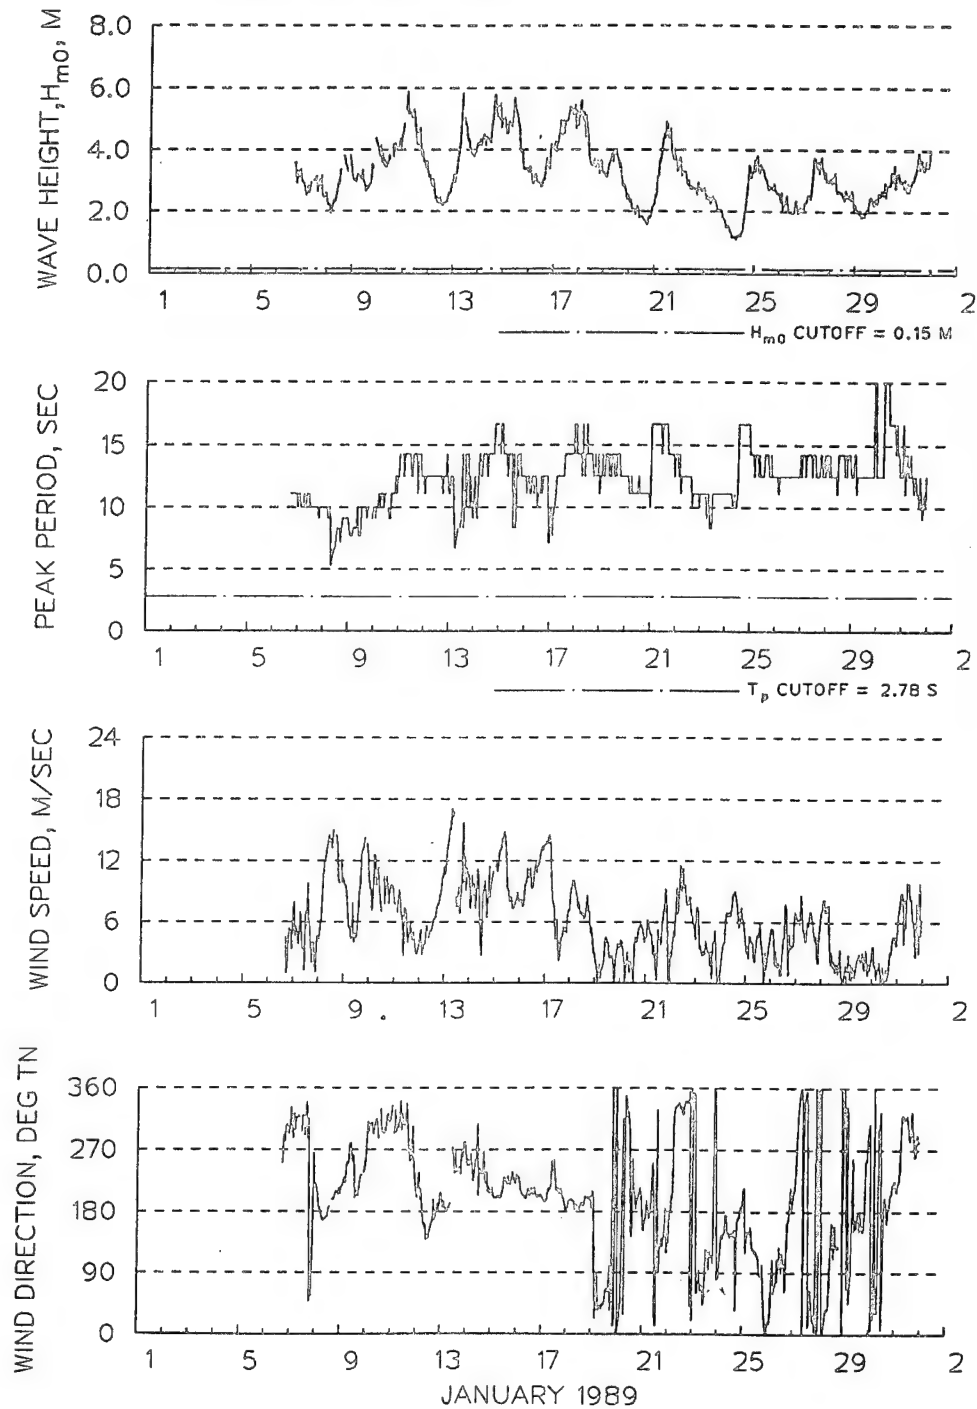 WAVE HEIGHT, Hm0, M
8.0
6.0
4.0
2.0
0.0
1 5 9 13 17 21 25 29 2
Hm0 CUTOFF = 0.15 M
PEAK PERIOD, SEC
20
15
10
5
0
1 5 9 13 17 21 25 29 2
Tp CUTOFF = 2.78 S
WIND SPEED, M/SEC
24
18
12
6
0
1 5 9 13 17 21 25 29 2
WIND DIRECTION, DEG TN
360
270
180
90
0
1 5 9 13 17 21 25 29 2
JANUARY 1989